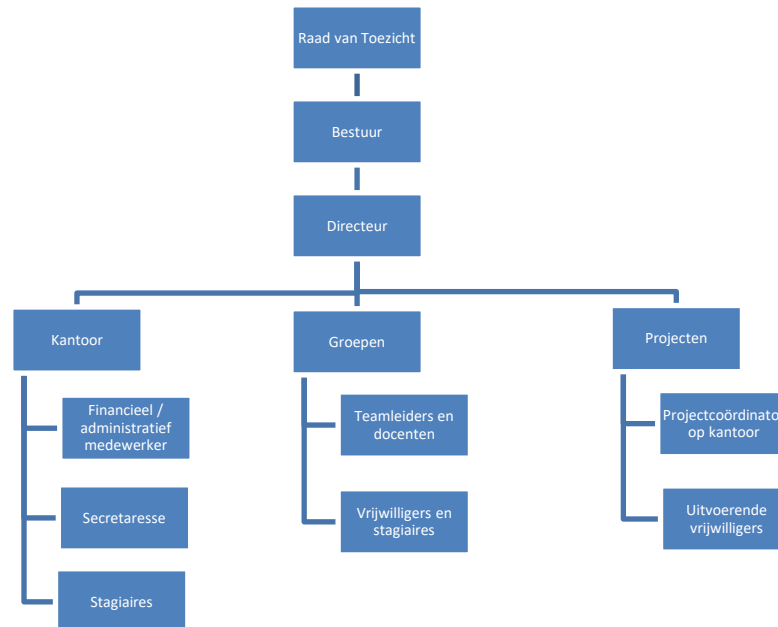 Raad van Toezicht
Bestuur
Directeur
Kantoor
Groepen
Projecten
Financieel /
administratief
medewerker
Teamleiders en
docenten
Projectcoördinato
op kantoor
Secretaresse
Vrijwilligers en
stagiaires
Uitvoerende
vrijwilligers
Stagiaires